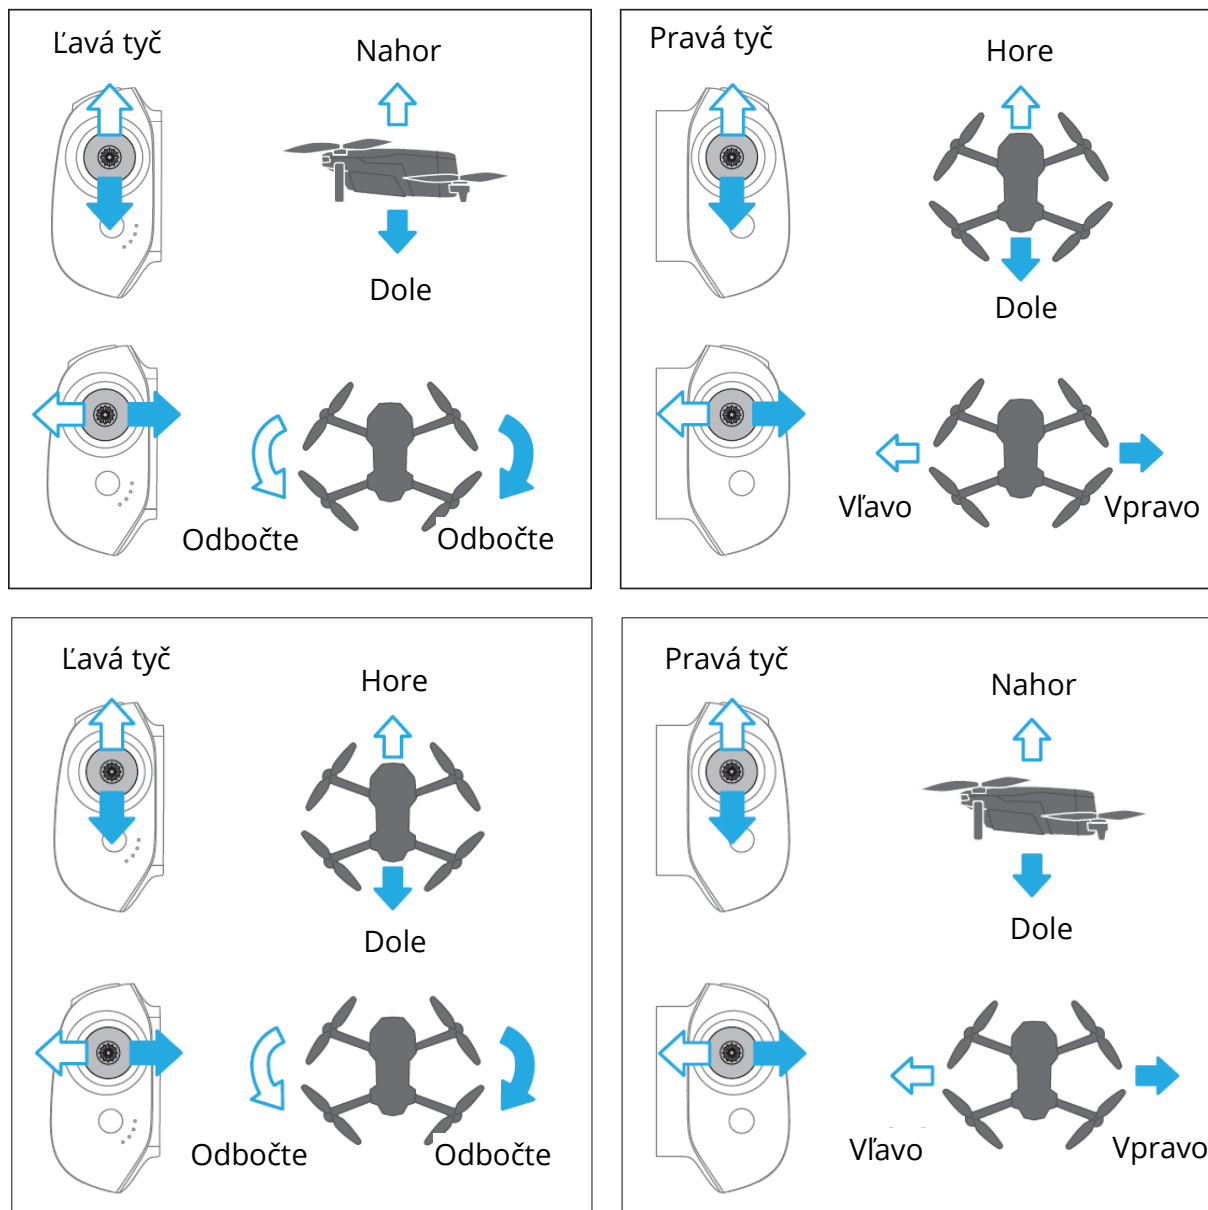 Ľavá tyč
Nahor
Dole
Odbočte
Odbočte
Pravá tyč
Hore
Dole
Vľavo
Vpravo
Ľavá tyč
Hore
Dole
Odbočte
Odbočte
Pravá tyč
Nahor
Dole
Vľavo
Vpravo